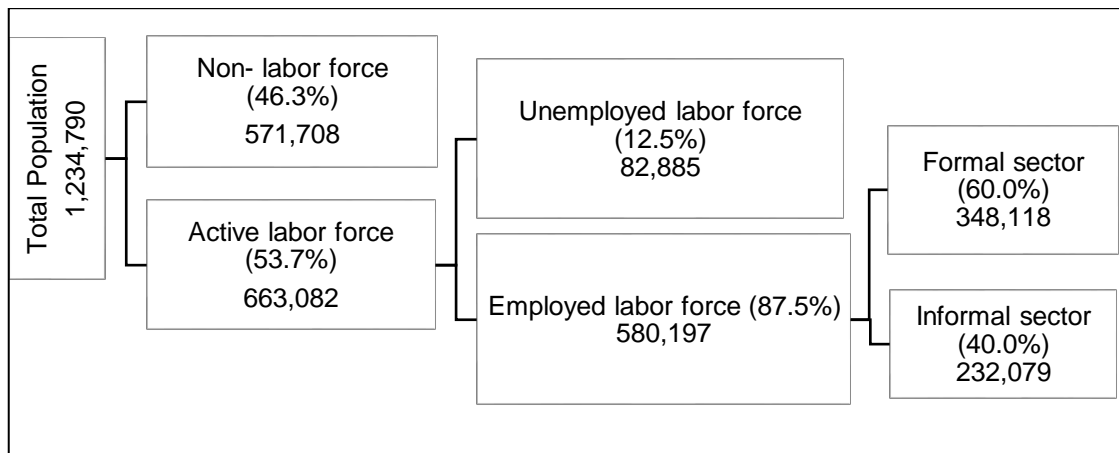 Total Population
1,234,790
Non- labor force
(46.3%)
571,708
Active labor force
(53.7%)
663,082
Unemployed labor force
(12.5%)
82,885
Employed labor force (87.5%)
580,197
Formal sector
(60.0%)
348,118
Informal sector
(40.0%)
232,079